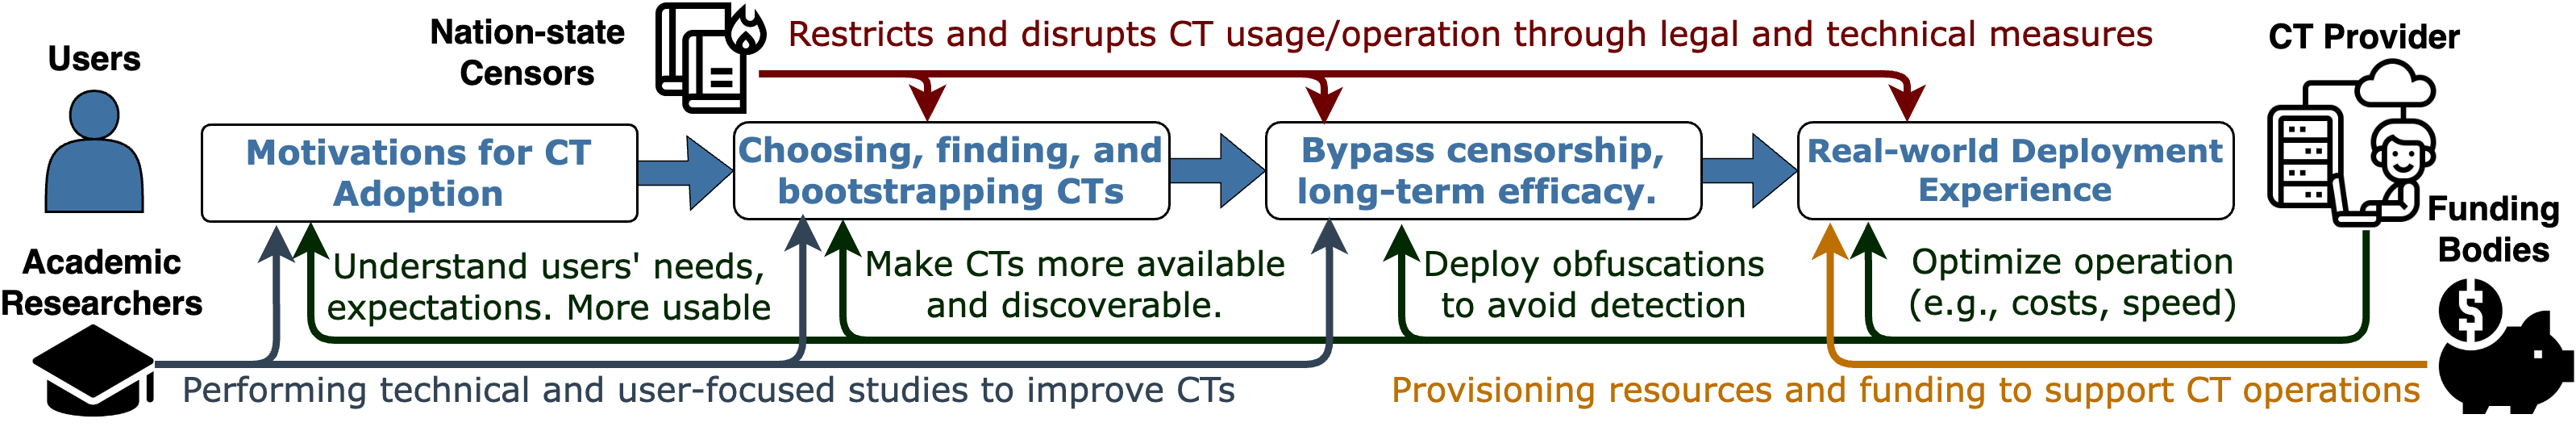 Users
Nation-state
Censors
Restricts and disrupts CT usage/operation through legal and technical measures
CT Provider
Motivations for CT
Adoption
Choosing, finding, and
bootstrapping CTs
Bypass censorship,
long-term efficacy.
Real-world Deployment
Experience
Funding
Bodies
Academic
Researchers
Understand users' needs,
expectations. More usable
Make CTs more available
and discoverable.
Deploy obfuscations
to avoid detection
Optimize operation
(e.g., costs, speed)
$
Performing technical and user-focused studies to improve CTs
Provisioning resources and funding to support CT operations